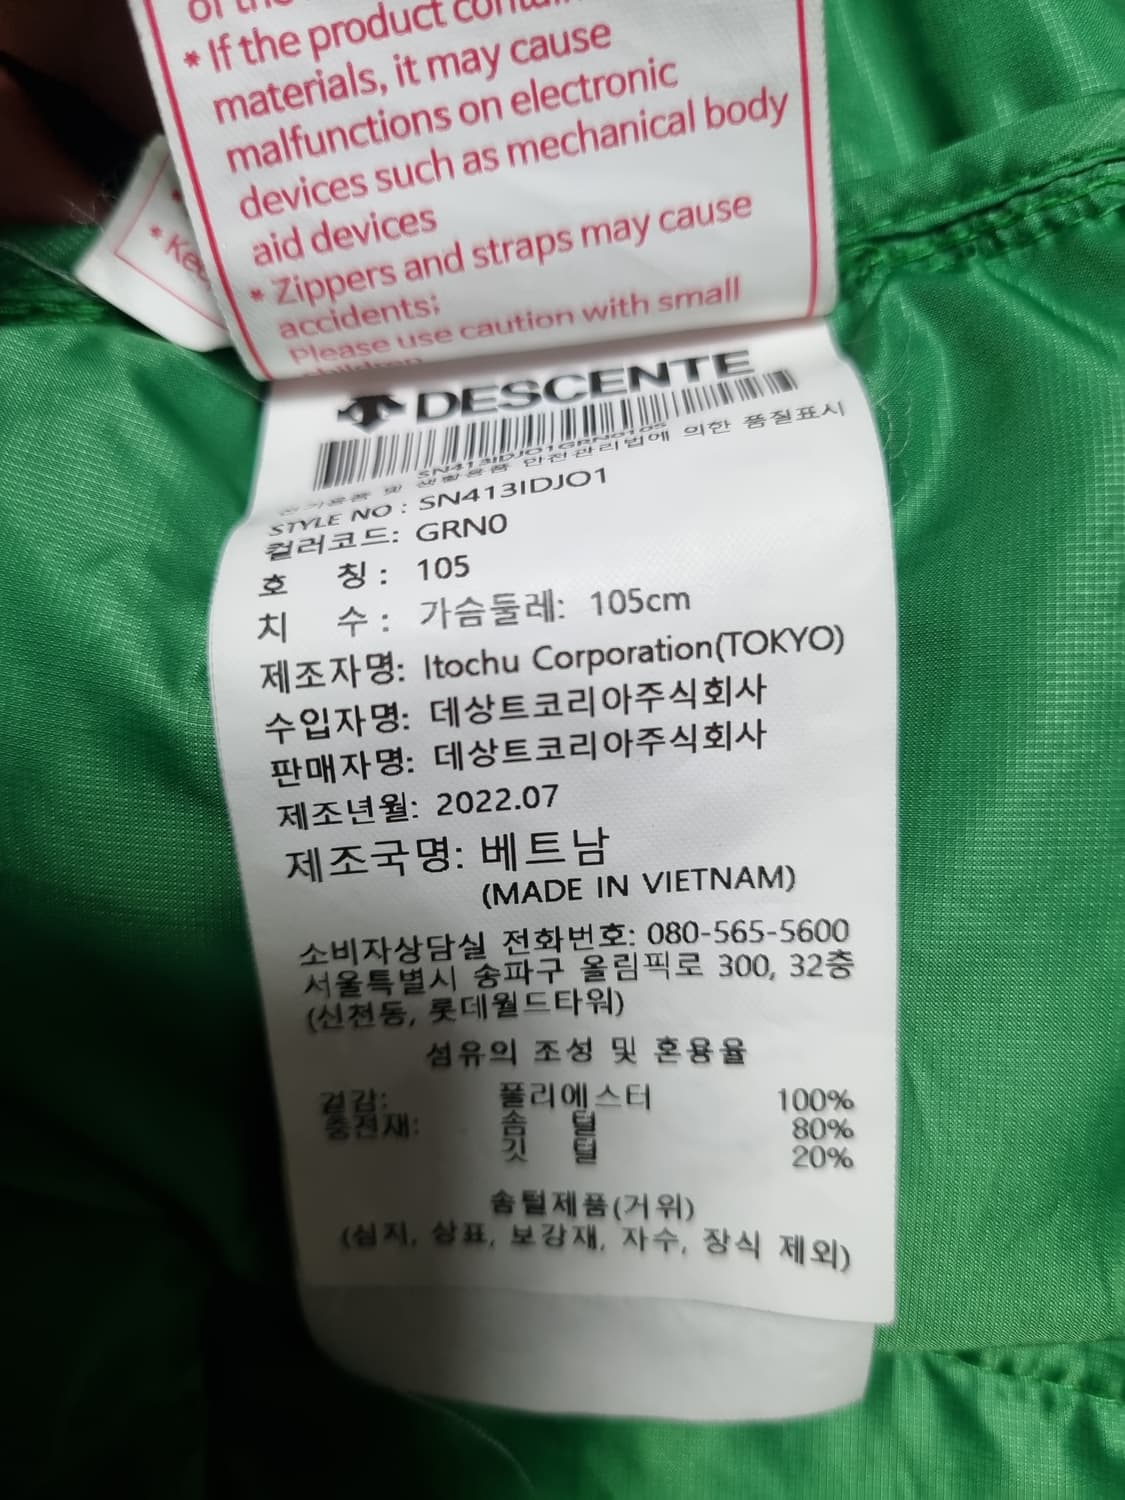 * If the product
materials, it may cause
malfunctions on electronic
devices such as mechanical body
aid devices
* Zippers and straps may cause
accidents;
Please use caution with small
children
DESCENTE
SN413IDJO1GRN0105
전기용품 및 생활용품 안전관리법에 의한 품질표시
STYLE NO : SN413IDJO1
컬러코드: GRN0
호 칭 : 105
치 수 : 가슴둘레: 105cm
제조자명: Itochu Corporation(TOKYO)
수입자명: 데상트코리아주식회사
판매자명: 데상트코리아주식회사
제조년월: 2022.07
제조국명: 베트남
(MADE IN VIETNAM)
소비자상담실 전화번호: 080-565-5600
서울특별시 송파구 올림픽로 300, 32층
(신천동, 롯데월드타워)
섬유의 조성 및 혼용율
겉감: 폴리에스터 100%
충전재: 솜 털 80%
깃 털 20%
솜털제품(거위)
(심지, 상표, 보강재, 자수, 장식 제외)